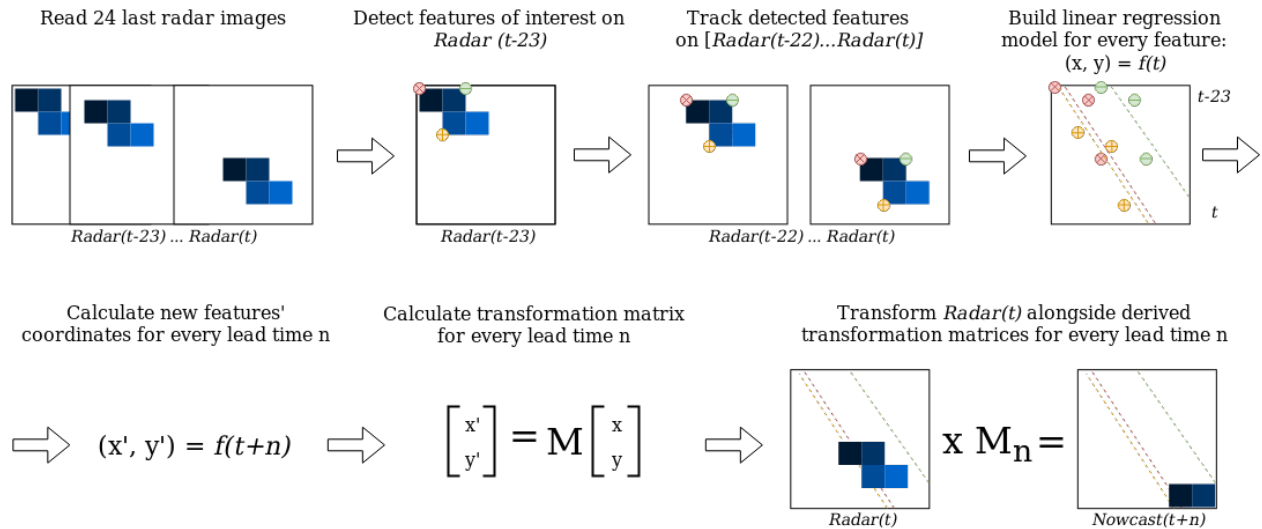 Read 24 last radar images
Radar(t-23) ... Radar(t)
Detect features of interest on
Radar (t-23)
Radar(t-23)
Track detected features
on [Radar(t-22)...Radar(t)]
Radar(t-22) ... Radar(t)
Build linear regression
model for every feature:
(x, y) = f(t)
t-23
t
Calculate new features'
coordinates for every lead time n
(x', y') = f(t+n)
Calculate transformation matrix
for every lead time n
[x' y'] = M [x y]
Transform Radar(t) alongside derived
transformation matrices for every lead time n
x Mn =
Radar(t)
Nowcast(t+n)